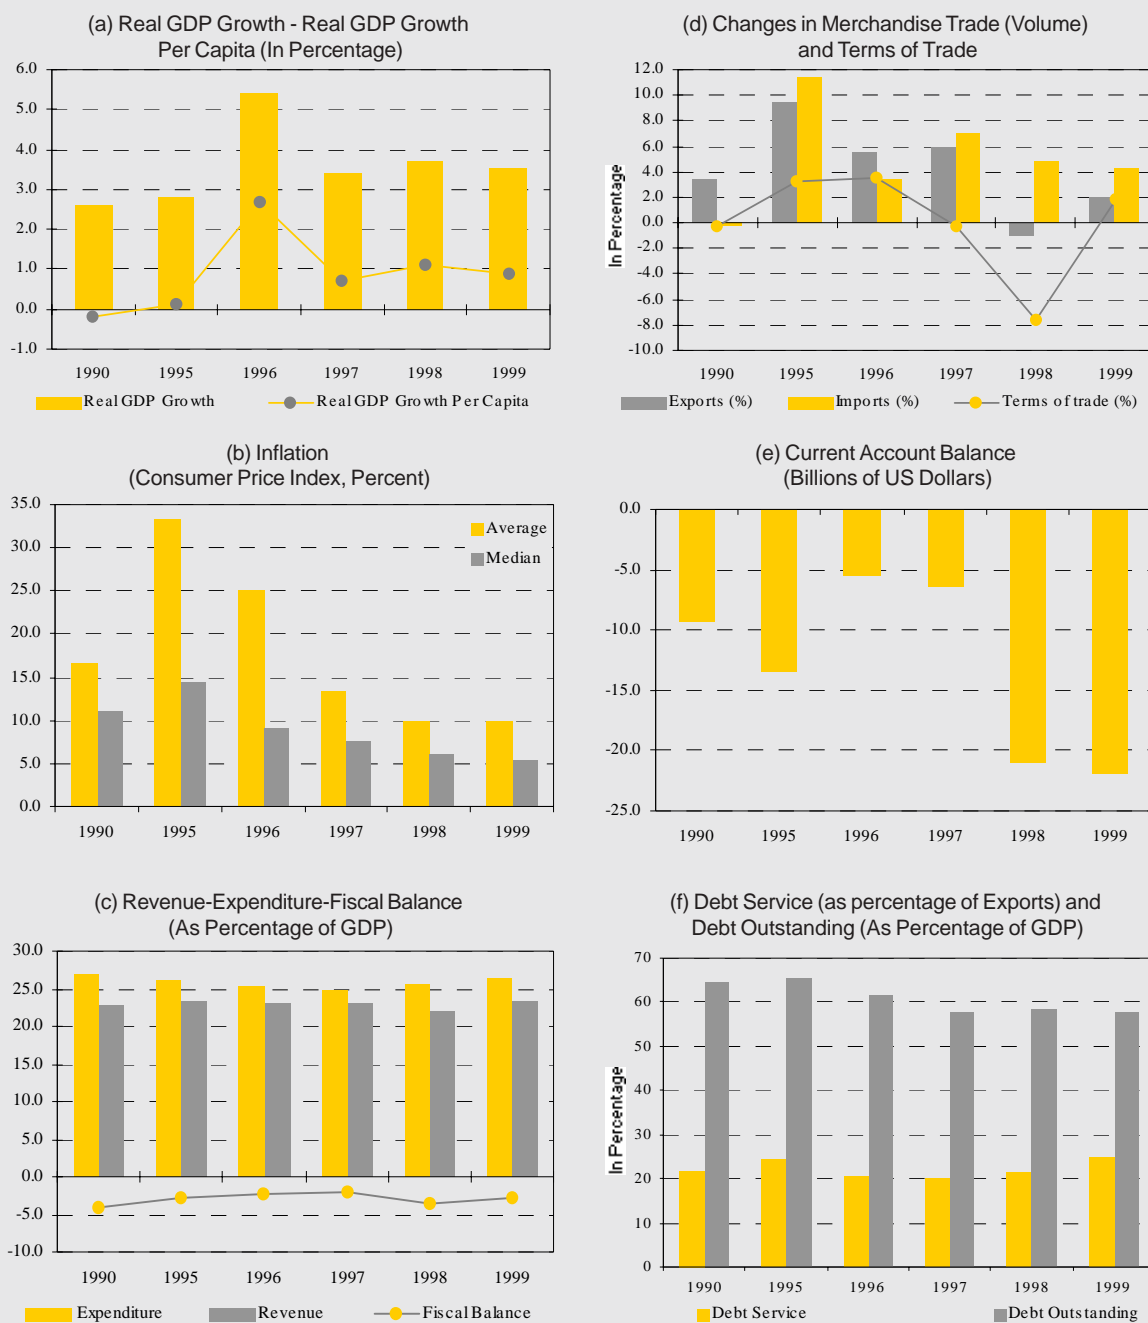 (a) Real GDP Growth - Real GDP Growth
Per Capita (In Percentage)
6.0
5.0
4.0
3.0
2.0
1.0
0.0
-1.0
1990 1995 1996 1997 1998 1999
Real GDP Growth Real GDP Growth Per Capita
(d) Changes in Merchandise Trade (Volume)
and Terms of Trade
In Percentage
12.0
10.0
8.0
6.0
4.0
2.0
0.0
-2.0
-4.0
-6.0
-8.0
-10.0
1990 1995 1996 1997 1998 1999
Exports (%) Imports (%) Terms of trade (%)
(b) Inflation
(Consumer Price Index, Percent)
35.0
30.0
25.0
20.0
15.0
10.0
5.0
0.0
Average
Median
1990 1995 1996 1997 1998 1999
(e) Current Account Balance
(Billions of US Dollars)
0.0
-5.0
-10.0
-15.0
-20.0
-25.0
1990 1995 1996 1997 1998 1999
(c) Revenue-Expenditure-Fiscal Balance
(As Percentage of GDP)
30.0
25.0
20.0
15.0
10.0
5.0
0.0
-5.0
-10.0
1990 1995 1996 1997 1998 1999
Expenditure Revenue Fiscal Balance
(f) Debt Service (as percentage of Exports) and
Debt Outstanding (As Percentage of GDP)
In Percentage
70
60
50
40
30
20
10
0
1990 1995 1996 1997 1998 1999
Debt Service Debt Outstanding